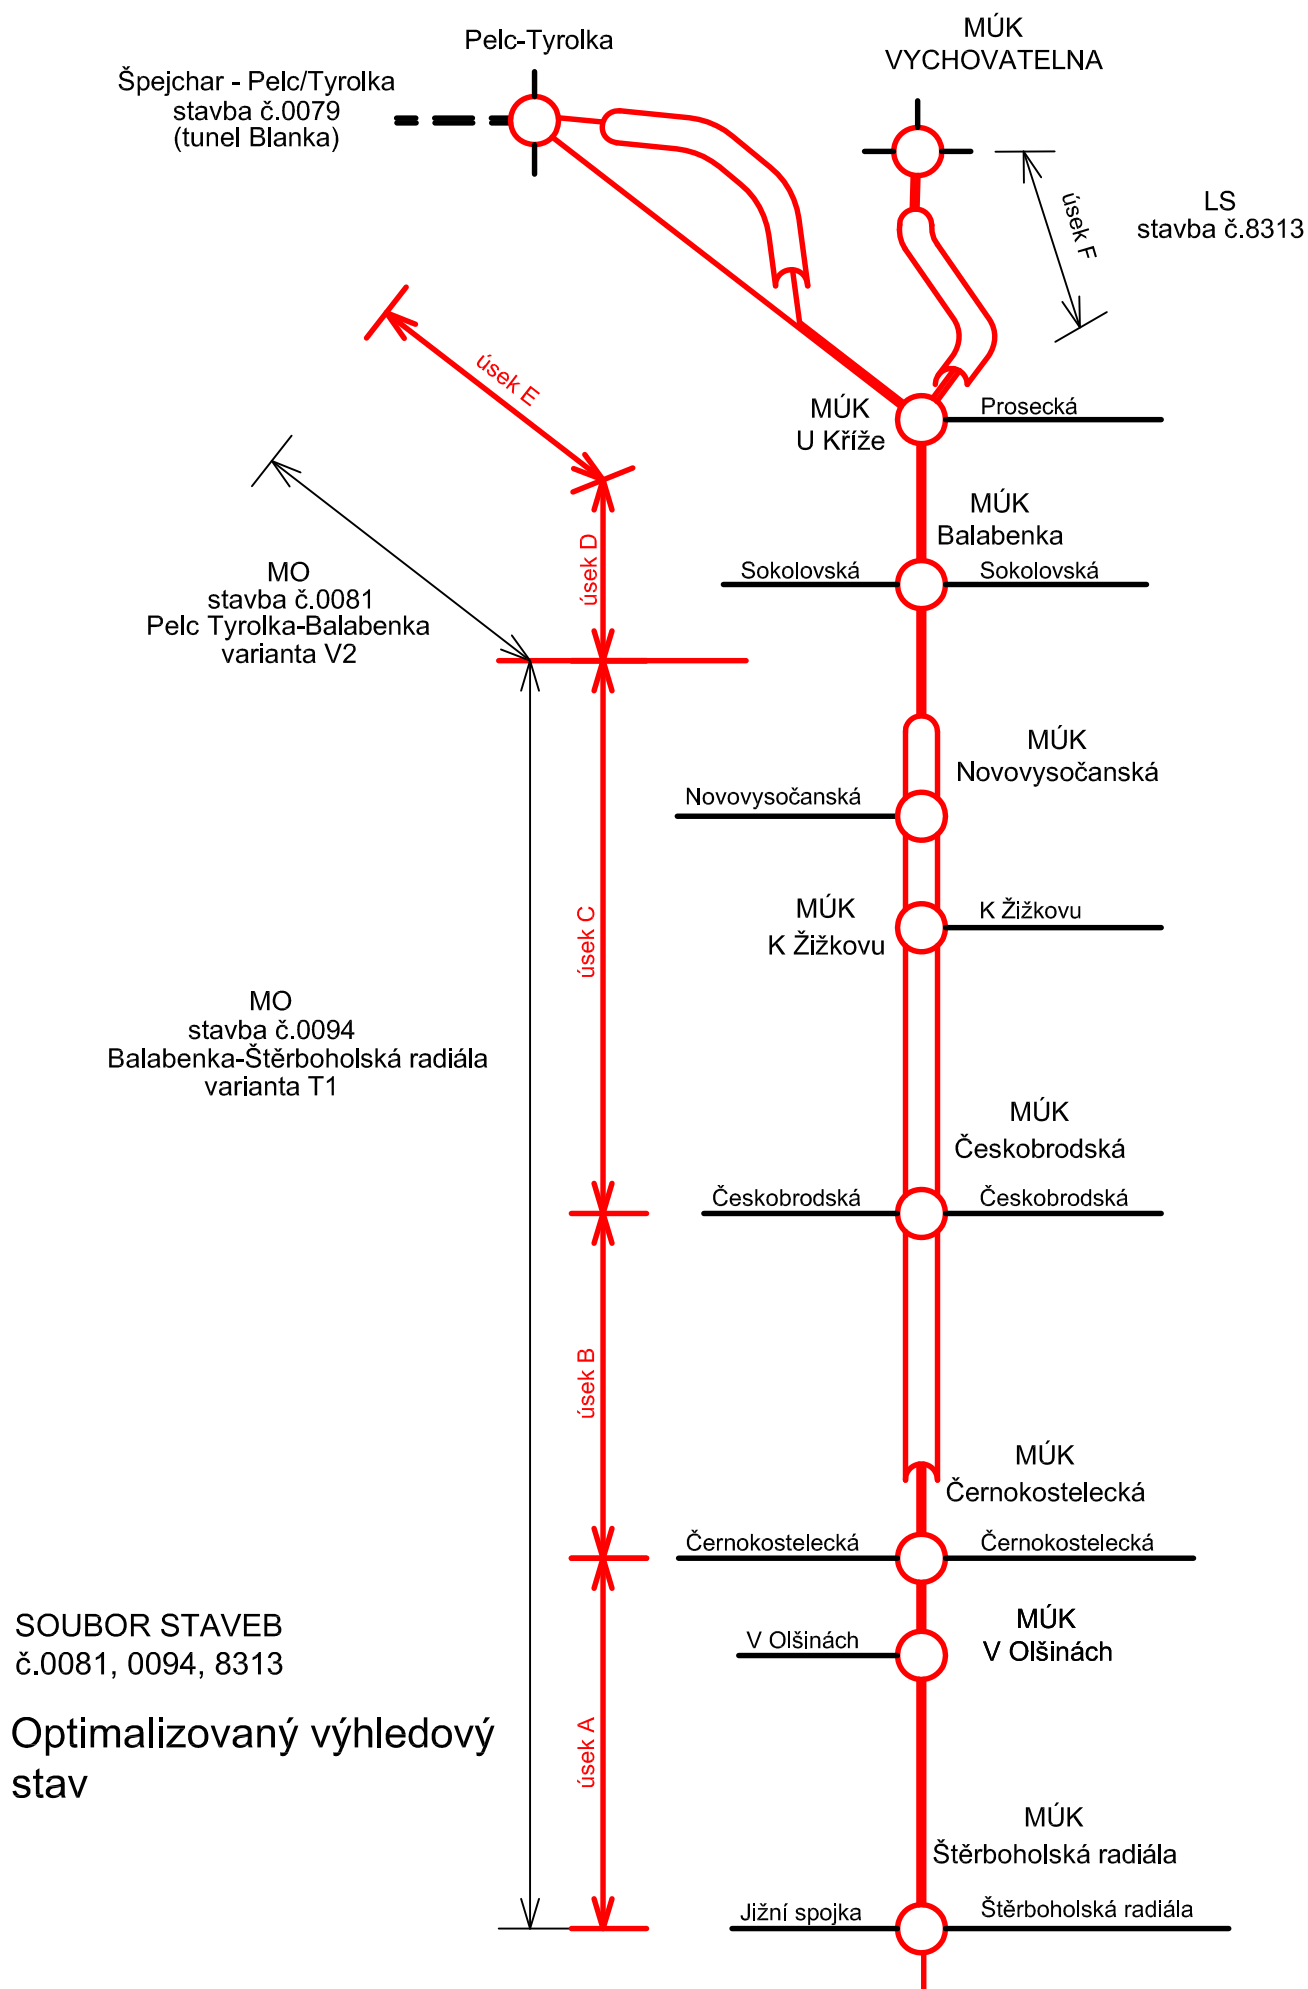 Pelc-Tyrolka
MÚK
VYCHOVATELNA
Špejchar - Pelc/Tyrolka
stavba č.0079
(tunel Blanka)
úsek F
LS
stavba č.8313
úsek E
MÚK
U Kříže
Prosecká
MÚK
Balabenka
úsek D
Sokolovská
Sokolovská
MO
stavba č.0081
Pelc Tyrolka-Balabenka
varianta V2
MÚK
Novovysočanská
Novovysočanská
MÚK
K Žižkovu
K Žižkovu
úsek C
MO
stavba č.0094
Balabenka-Štěrboholská radiála
varianta T1
MÚK
Českobrodská
Českobrodská
Českobrodská
úsek B
MÚK
Černokostelecká
Černokostelecká
Černokostelecká
MÚK
V Olšinách
V Olšinách
SOUBOR STAVEB
č.0081, 0094, 8313
Optimalizovaný výhledový
stav
úsek A
MÚK
Štěrboholská radiála
Jižní spojka
Štěrboholská radiála